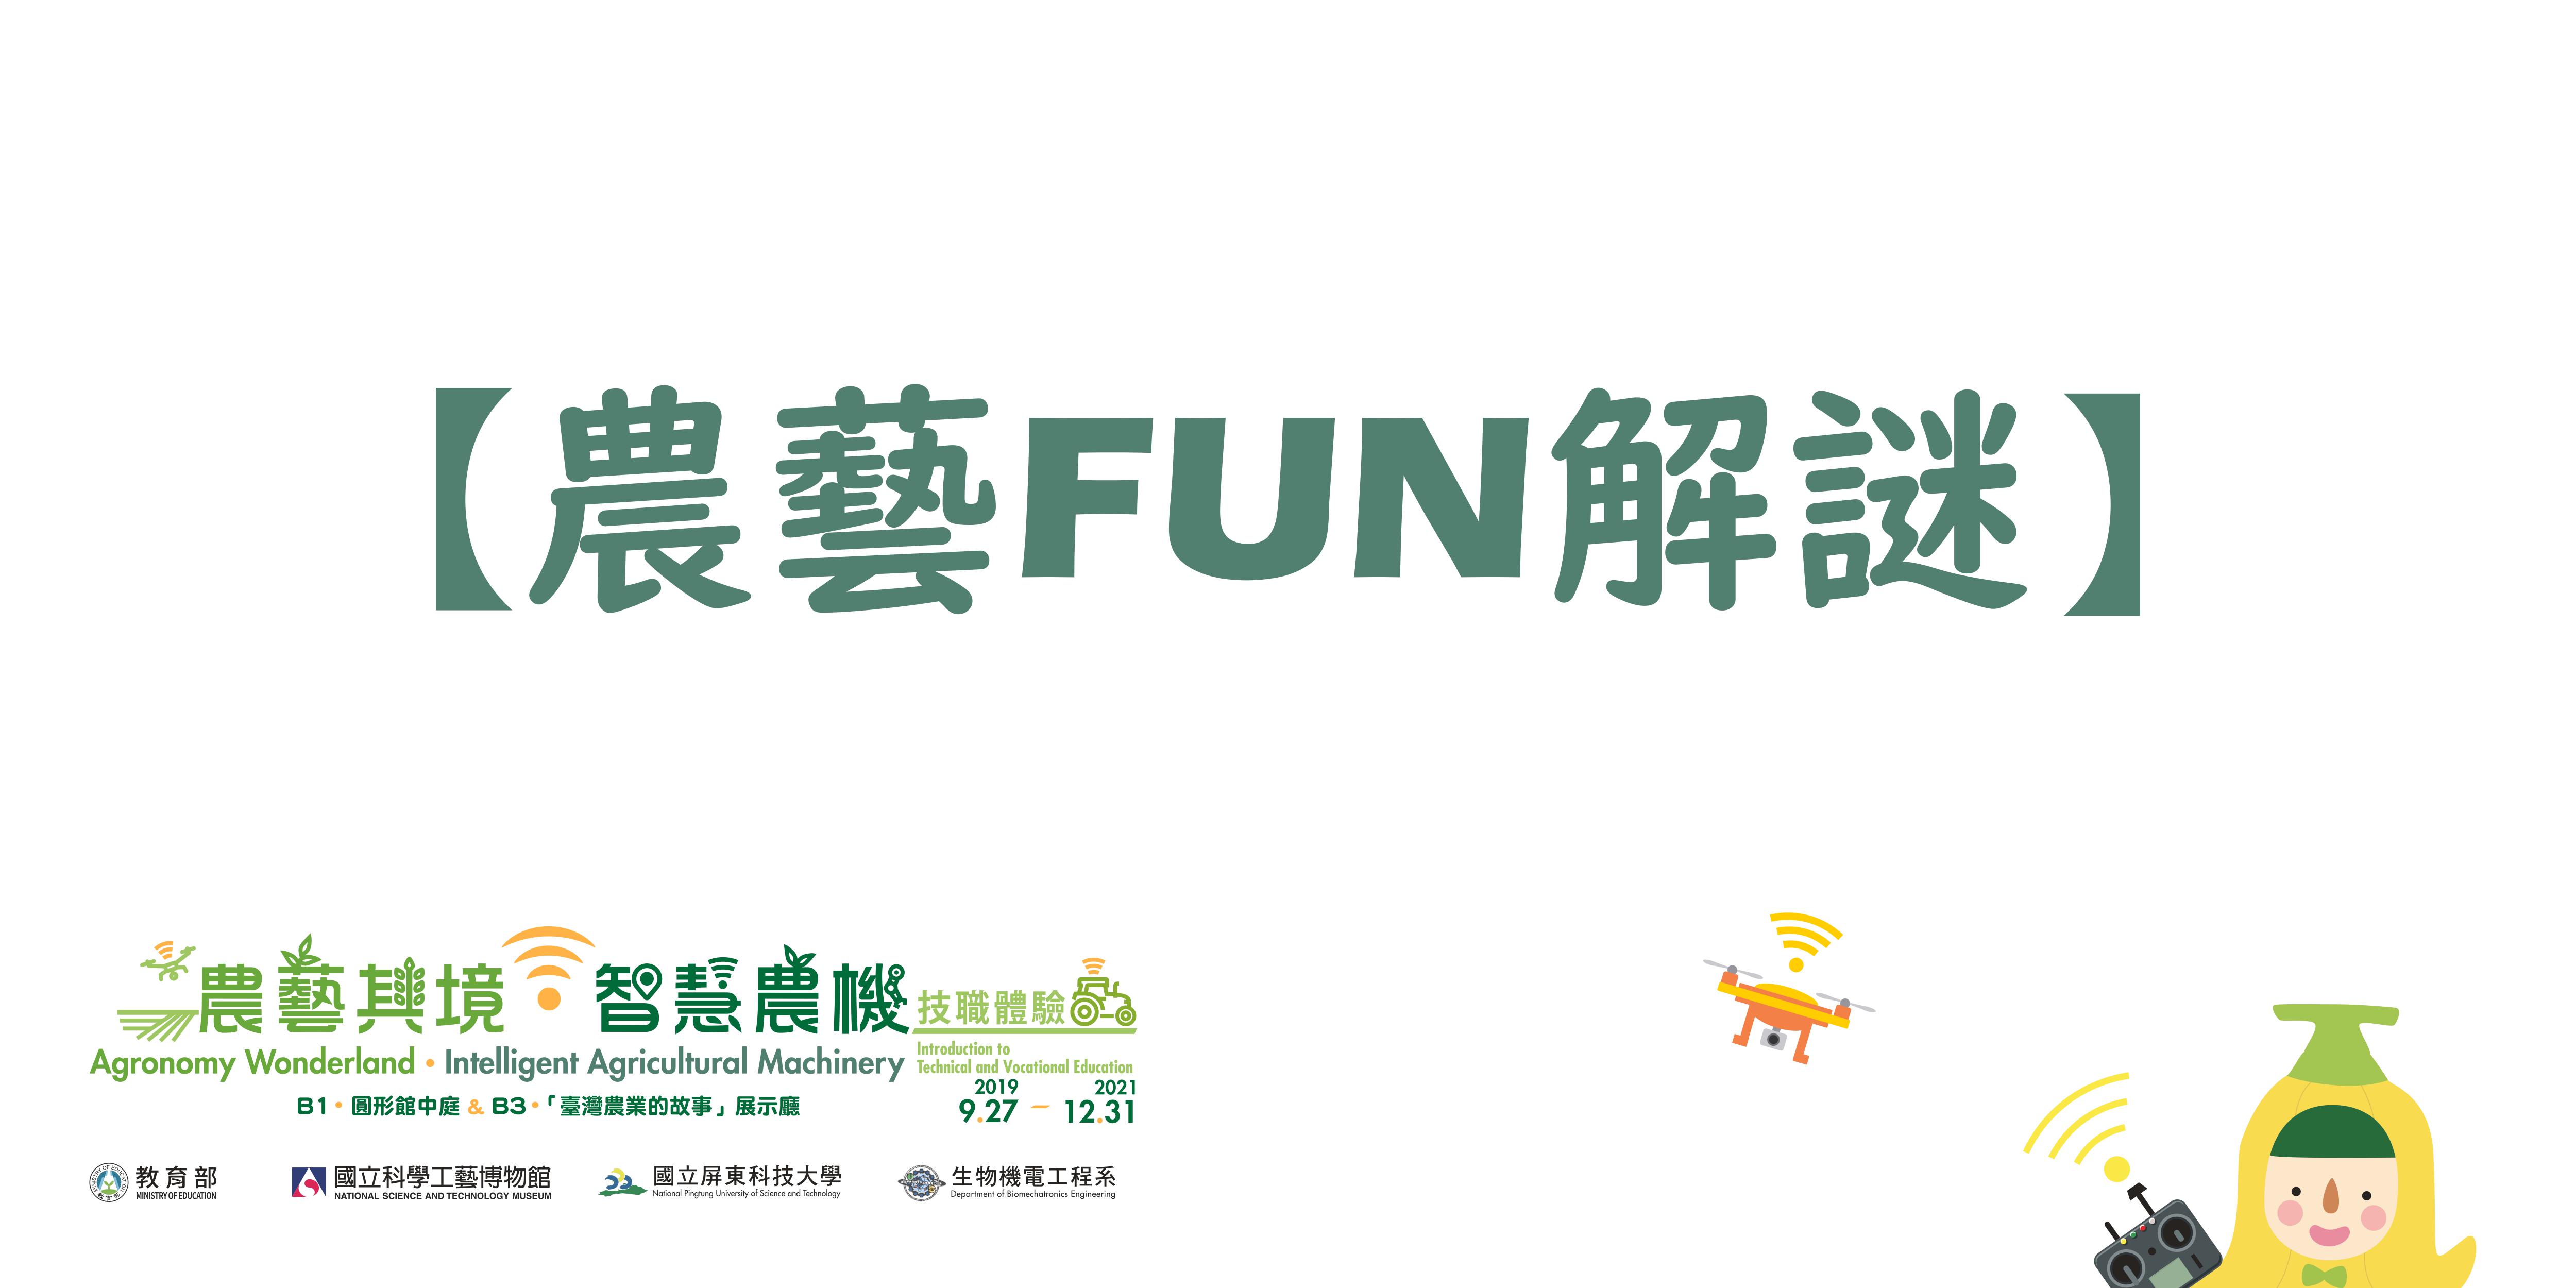 【農藝FUN解謎】
農藝其境 智慧農機 技職體驗
Agronomy Wonderland • Intelligent Agricultural Machinery
Introduction to
Technical and Vocational Education
B1•圓形館中庭 & B3•「臺灣農業的故事」展示廳
2019 2021
9.27 – 12.31
教育部
MINISTRY OF EDUCATION
國立科學工藝博物館
NATIONAL SCIENCE AND TECHNOLOGY MUSEUM
國立屏東科技大學
National Pingtung University of Science and Technology
生物機電工程系
Department of Biomechatronics Engineering